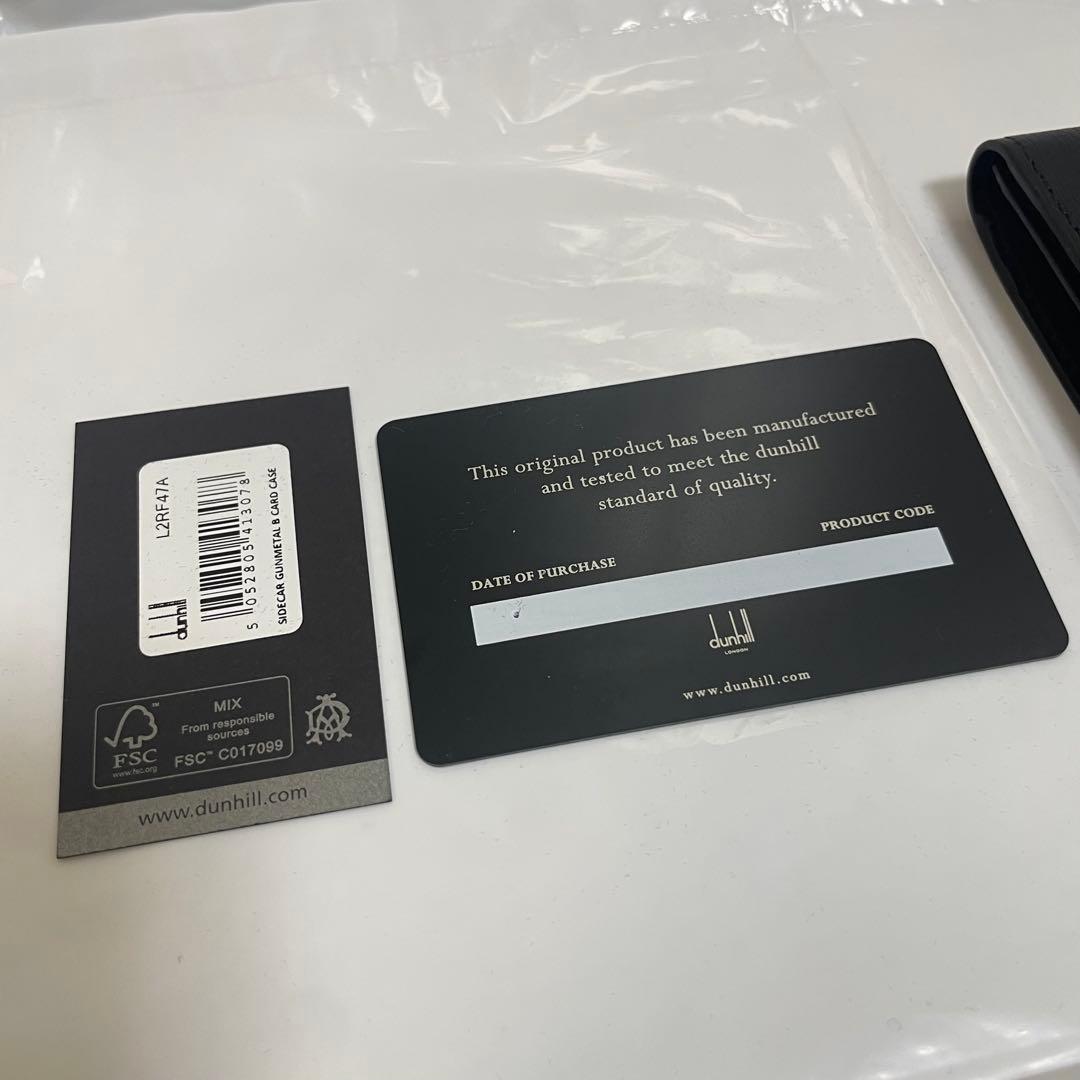 dunhill
L2RF47A
5 052805 413078
SIDECAR GUNMETAL B CARD CASE
FSC
www.fsc.org
™
MIX
From responsible
sources
FSC™ C017099
www.dunhill.com
This original product has been manufactured
and tested to meet the dunhill
standard of quality.
DATE OF PURCHASE
PRODUCT CODE
dunhill
LONDON
www.dunhill.com